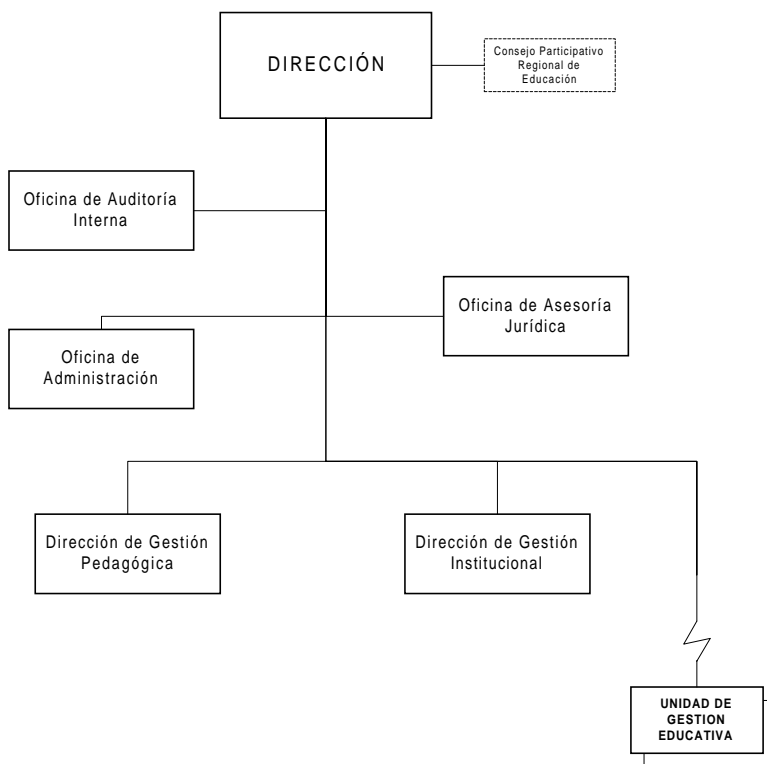 DIRECCIÓN
Consejo Participativo
Regional de
Educación
Oficina de Auditoría
Interna
Oficina de Asesoría
Jurídica
Oficina de
Administración
Dirección de Gestión
Pedagógica
Dirección de Gestión
Institucional
UNIDAD DE
GESTION
EDUCATIVA